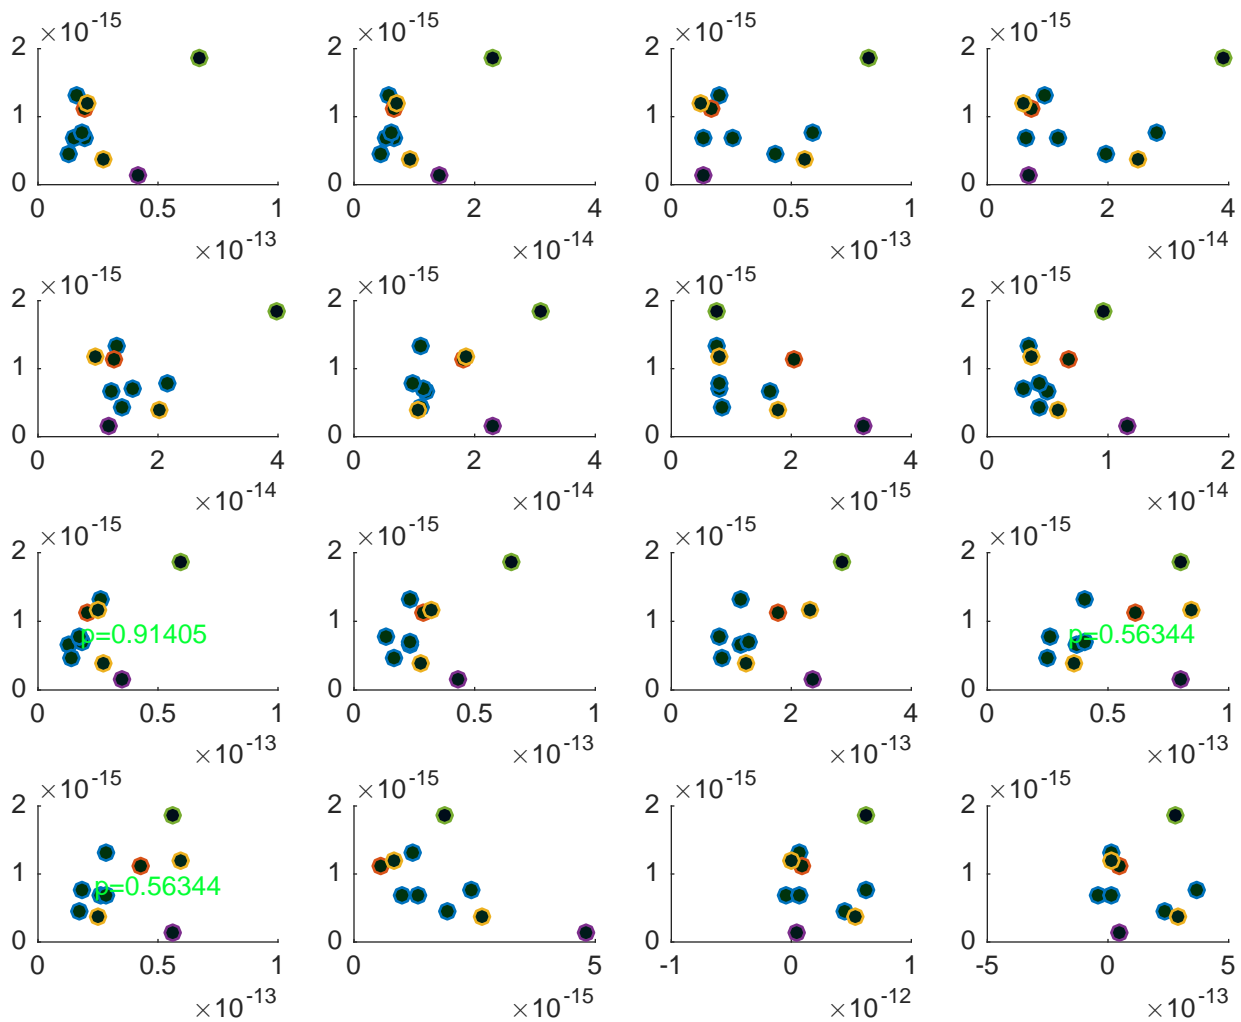 ×10-15 ×10-15 ×10-15 ×10-15
2 2 2 2
1 1 1 1
0 0 0 0
0 0.5 1 0 2 4 0 0.5 1 0 2 4
×10-13 ×10-14 ×10-13 ×10-14
×10-15 ×10-15 ×10-15 ×10-15
2 2 2 2
1 1 1 1
0 0 0 0
0 2 4 0 2 4 0 2 4 0 1 2
×10-14 ×10-14 ×10-15 ×10-14
×10-15 ×10-15 ×10-15 ×10-15
2 2 2 2
1 1 1 1
p=0.91405 p=0.56344
0 0 0 0
0 0.5 1 0 0.5 1 0 2 4 0 0.5 1
×10-13 ×10-13 ×10-13 ×10-13
×10-15 ×10-15 ×10-15 ×10-15
2 2 2 2
1 1 1 1
p=0.56344
0 0 0 0
0 0.5 1 0 5 -1 0 1 -5 0 5
×10-13 ×10-15 ×10-12 ×10-13